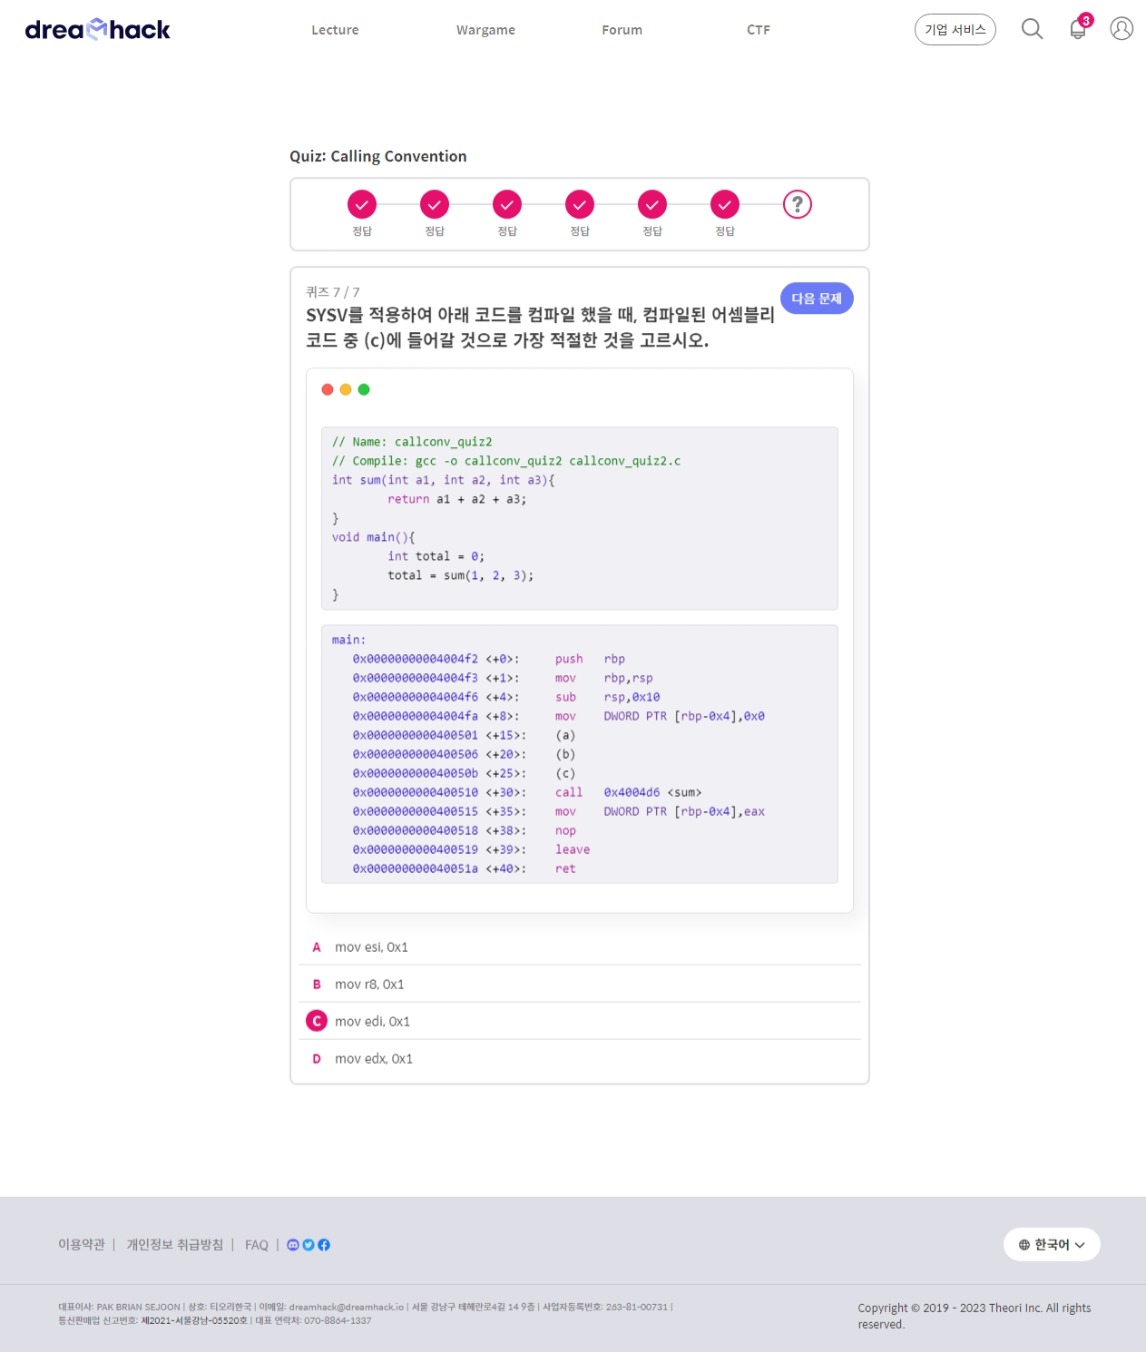 dreamhack
Lecture
Wargame
Forum
CTF
기업 서비스
3
Quiz: Calling Convention
?
정답
정답
정답
정답
정답
정답
퀴즈 7 / 7
다음 문제
SYSV를 적용하여 아래 코드를 컴파일 했을 때, 컴파일된 어셈블리
코드 중 (c)에 들어갈 것으로 가장 적절한 것을 고르시오.
// Name: callconv_quiz2
// Compile: gcc -o callconv_quiz2 callconv_quiz2.c
int sum(int a1, int a2, int a3){
return a1 + a2 + a3;
}
void main(){
int total = 0;
total = sum(1, 2, 3);
}
main:
0x00000000004004f2 <+0>: push rbp
0x00000000004004f3 <+1>: mov rbp,rsp
0x00000000004004f6 <+4>: sub rsp,0x10
0x00000000004004fa <+8>: mov DWORD PTR [rbp-0x4],0x0
0x0000000000400501 <+15>: (a)
0x0000000000400506 <+20>: (b)
0x000000000040050b <+25>: (c)
0x0000000000400510 <+30>: call 0x4004d6 <sum>
0x0000000000400515 <+35>: mov DWORD PTR [rbp-0x4],eax
0x0000000000400518 <+38>: nop
0x0000000000400519 <+39>: leave
0x000000000040051a <+40>: ret
A mov esi, 0x1
B mov r8, 0x1
C mov edi, 0x1
D mov edx, 0x1
이용약관 | 개인정보 취급방침 | FAQ |
한국어
대표이사: PAK BRIAN SEJOON | 상호: 티오리한국 | 이메일: dreamhack@dreamhack.io | 서울 강남구 테헤란로4길 14 9층 | 사업자등록번호: 263-81-00731 |
통신판매업 신고번호: 제2021-서울강남-05520호 | 대표 연락처: 070-8864-1337
Copyright © 2019 - 2023 Theori Inc. All rights
reserved.